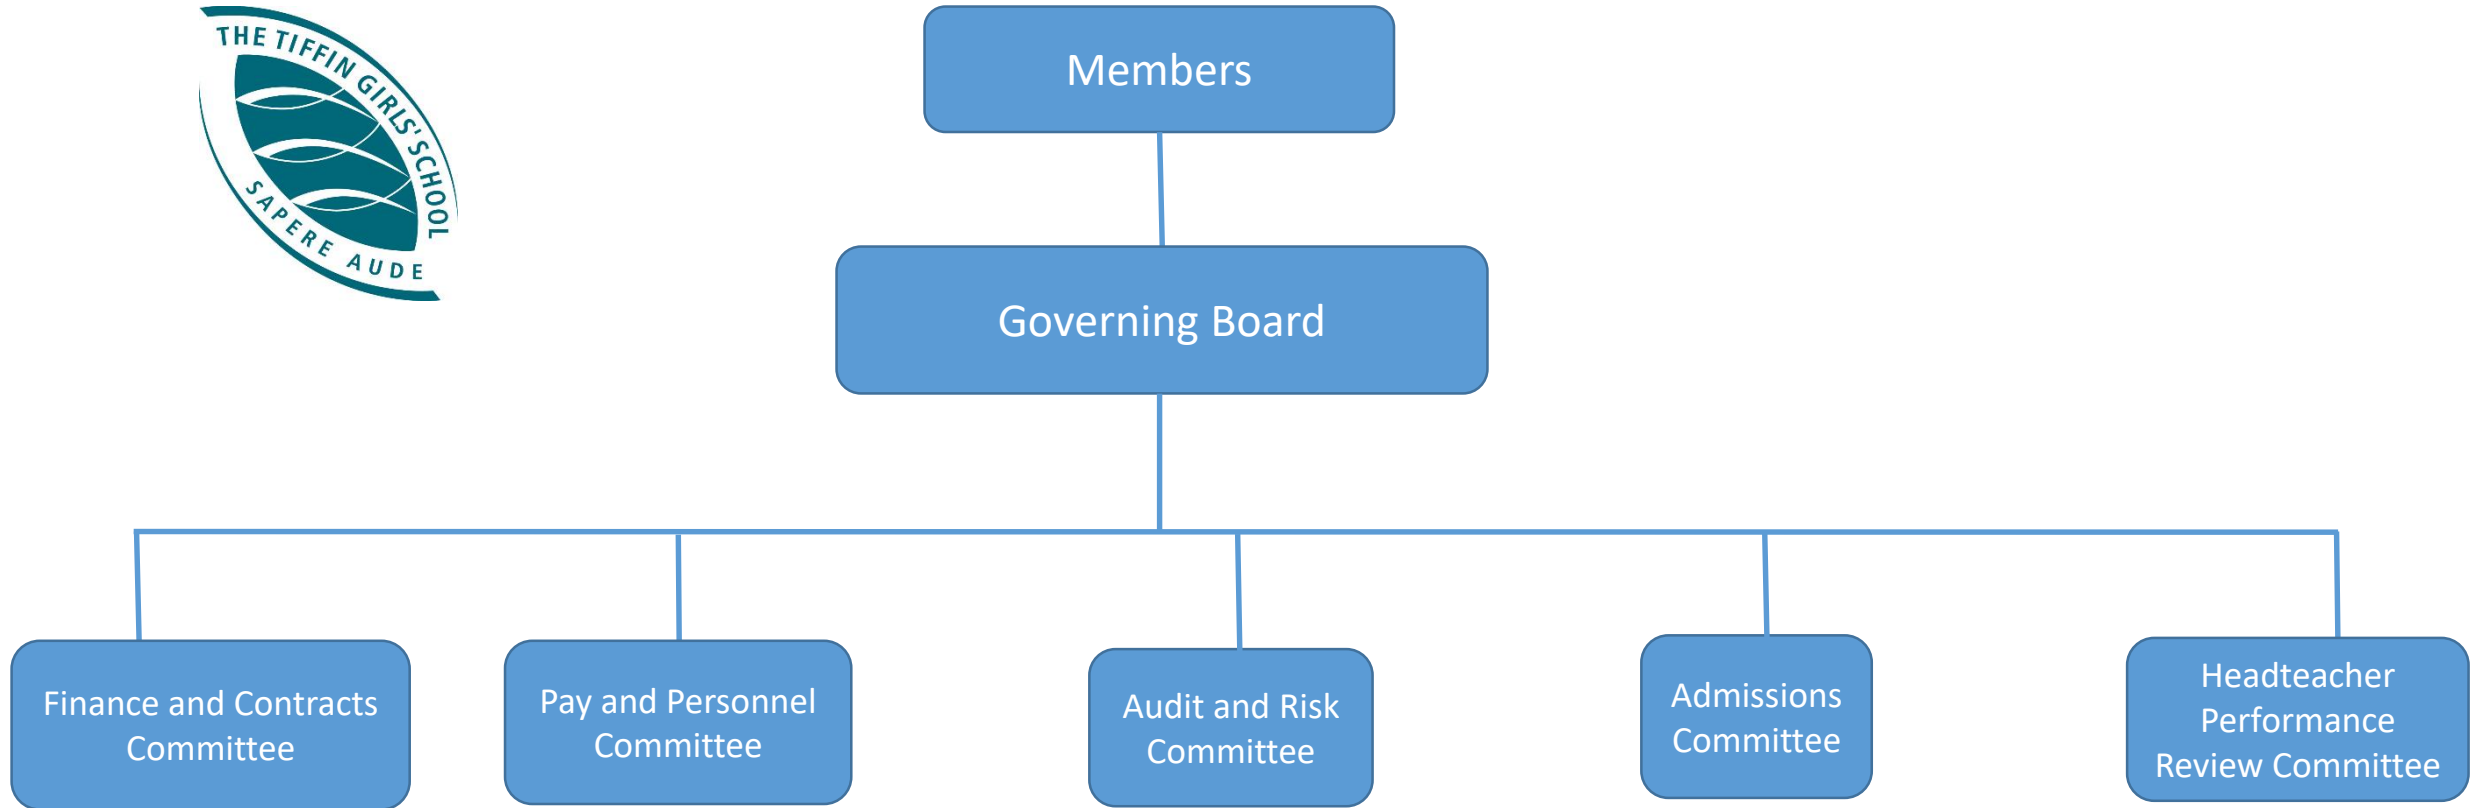 THE TIFFIN GIRLS' SCHOOL
SAPERE AUDE
Members
Governing Board
Finance and Contracts
Committee
Pay and Personnel
Committee
Audit and Risk
Committee
Admissions
Committee
Headteacher
Performance
Review Committee